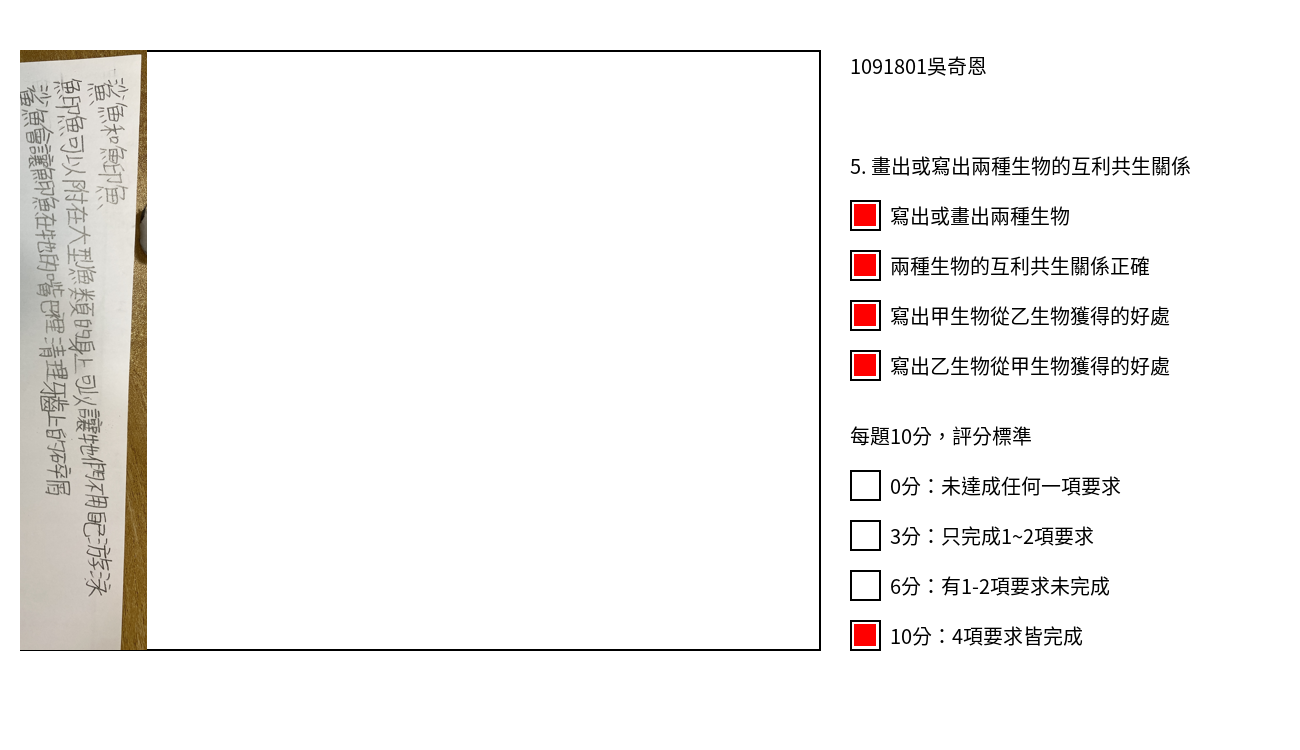 鯊魚和鮣魚
鮣魚可以附在大型漁類的身上可以讓牠們不用自己游泳
鯊魚會讓鮣魚在牠的嘴巴裡清理牙齒上的碎屑
1091801吳奇恩
5. 畫出或寫出兩種生物的互利共生關係
寫出或畫出兩種生物
兩種生物的互利共生關係正確
寫出甲生物從乙生物獲得的好處
寫出乙生物從甲生物獲得的好處
每題10分，評分標準
0分：未達成任何一項要求
3分：只完成1~2項要求
6分：有1-2項要求未完成
10分：4項要求皆完成